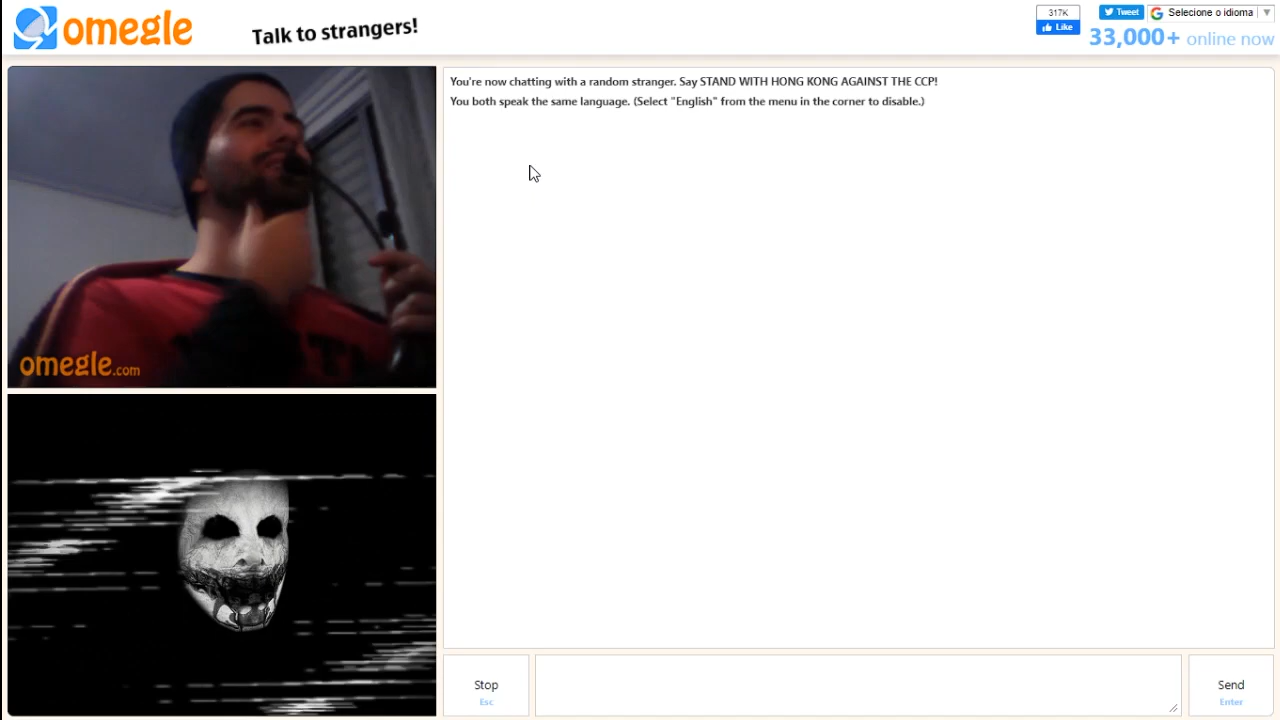 omegle
Talk to strangers!
317K
Like
Tweet
Selecione o idioma
33,000+ online now
You're now chatting with a random stranger. Say STAND WITH HONG KONG AGAINST THE CCP!
You both speak the same language. (Select "English" from the menu in the corner to disable.)
omegle.com
Stop
Esc
Send
Enter